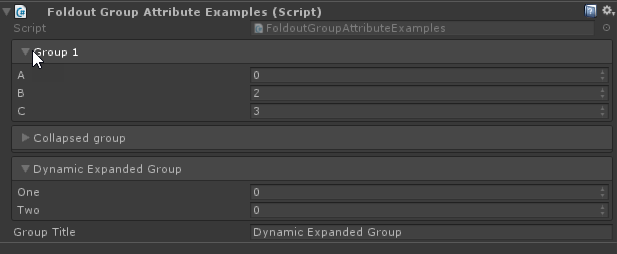 Foldout Group Attribute Examples (Script)
Script FoldoutGroupAttributeExamples
Group 1
A 0
B 2
C 3
Collapsed group
Dynamic Expanded Group
One 0
Two 0
Group Title Dynamic Expanded Group